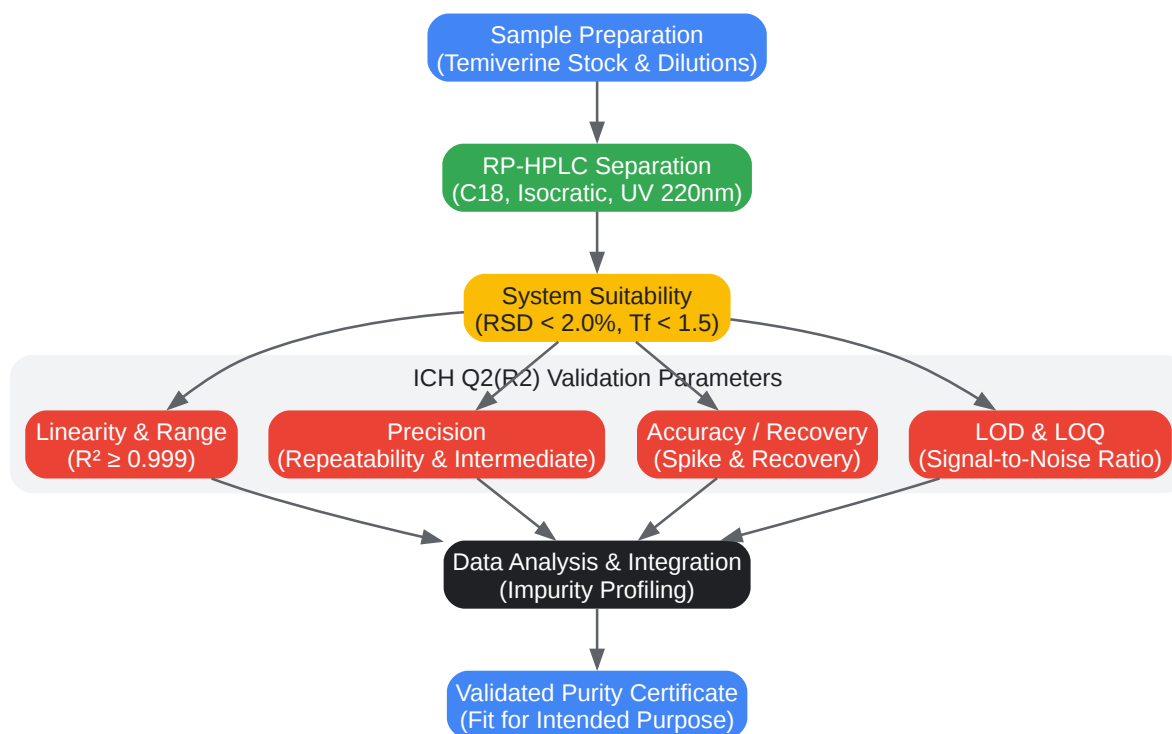 Sample Preparation
(Temiverine Stock & Dilutions)
RP-HPLC Separation
(C18, Isocratic, UV 220nm)
System Suitability
(RSD < 2.0%, Tf < 1.5)
ICH Q2(R2) Validation Parameters
Linearity & Range
(R² ≥ 0.999)
Precision
(Repeatability & Intermediate)
Accuracy / Recovery
(Spike & Recovery)
LOD & LOQ
(Signal-to-Noise Ratio)
Data Analysis & Integration
(Impurity Profiling)
Validated Purity Certificate
(Fit for Intended Purpose)